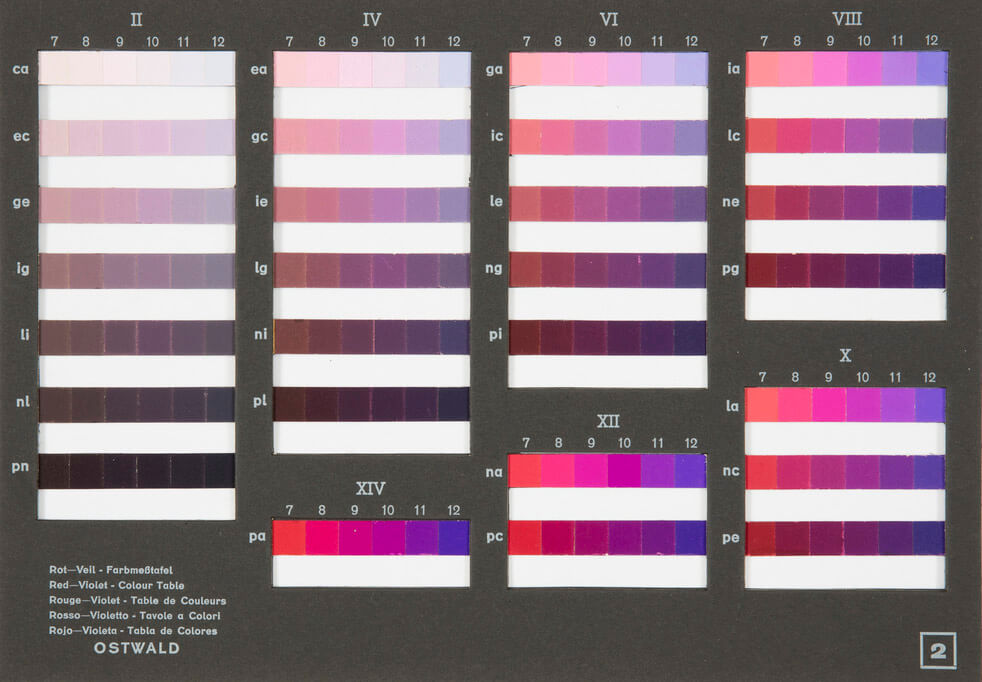 II
7 8 9 10 11 12
ca
ec
ge
ig
li
nl
pn
IV
7 8 9 10 11 12
ea
gc
ie
lg
ni
pl
XIV
7 8 9 10 11 12
pa
VI
7 8 9 10 11 12
ga
ic
le
ng
pi
XII
7 8 9 10 11 12
na
pc
VIII
7 8 9 10 11 12
ia
lc
ne
pg
X
7 8 9 10 11 12
la
nc
pe
Rot—Veil - Farbmeßtafel
Red—Violet - Colour Table
Rouge—Violet - Table de Couleurs
Rosso—Violetto - Tavole a Colori
Rojo—Violeta - Tabla de Colores
OSTWALD
2